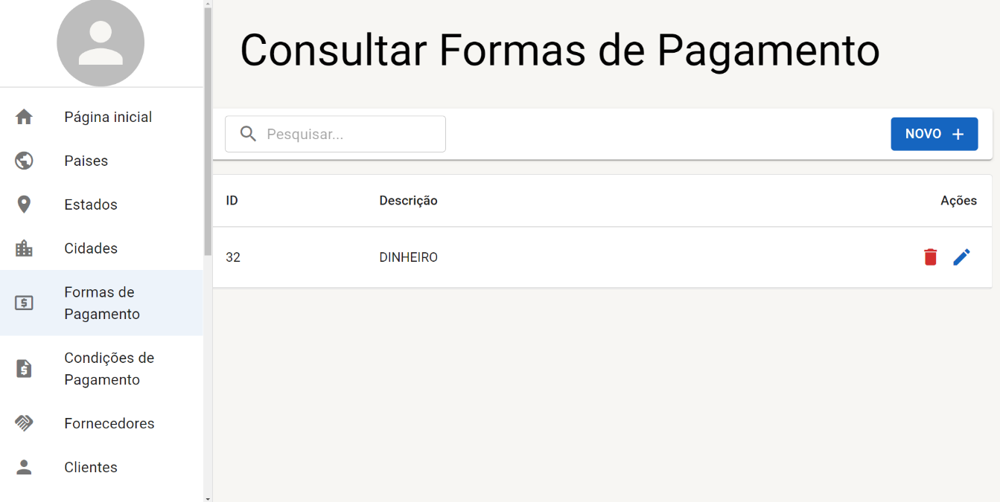 Consultar Formas de Pagamento
Página inicial
Paises
Estados
Cidades
Formas de
Pagamento
Condições de
Pagamento
Fornecedores
Clientes
Pesquisar...
NOVO +
ID Descrição Ações
32 DINHEIRO